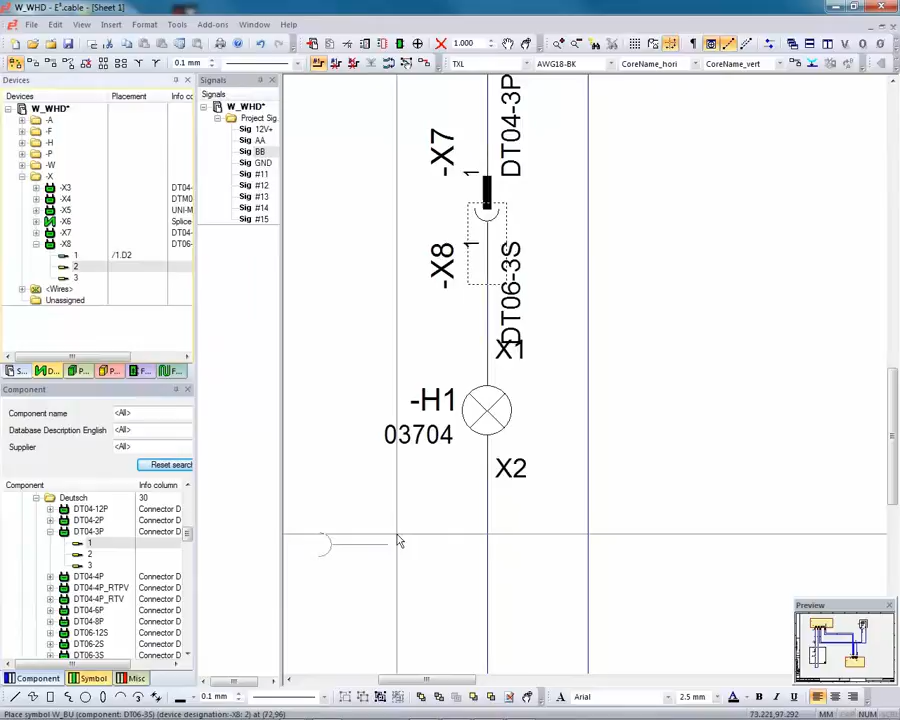 W_WHD - E³.cable - [Sheet 1]
File Edit View Insert Format Tools Add-ons Window Help
1.000
0.1 mm TXL AWG18-BK CoreName_hori CoreName_vert
Devices
Devices Placement Info co
W_WHD*
-A
-F
-H
-P
-W
-X
-X3 DT04-
-X4 DTM0
-X5 UNI-M
-X6 Splice
-X7 DT04-
-X8 DT06-
1 /1.D2
2
3
<Wires>
Unassigned
S... D... P... P... F... F...
Signals
Signals
W_WHD*
Project Sig
Sig 12V+
Sig AA
Sig BB
Sig GND
Sig #11
Sig #12
Sig #13
Sig #14
Sig #15
Component
Component name <All>
Database Description English <All>
Supplier <All>
Reset searc
Component Info column
Deutsch 30
DT04-12P Connector D
DT04-2P Connector D
DT04-3P Connector D
1
2
3
DT04-4P Connector D
DT04-4P_RTPV Connector D
DT04-4P_RTV Connector D
DT04-6P Connector D
DT04-8P Connector D
DT06-12S Connector D
DT06-2S Connector D
DT06-3S Connector D
Component Symbol Misc
-X7
1
DT04-3P
-X8
1
DT06-3S
X1
-H1
03704
X2
Preview
0.1 mm Arial 2.5 mm A B I U
Place symbol W_BU (component: DT06-3S) (device designation:-X8: 2) at (72,96) 73.221,97.292 MM NUM